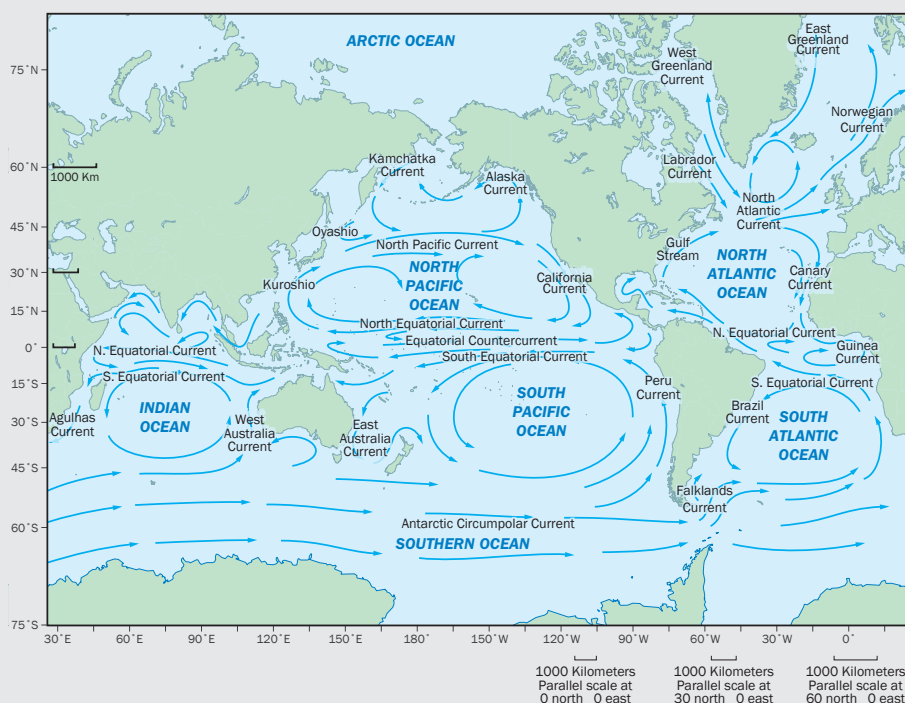 ARCTIC OCEAN
East
Greenland
Current
West
Greenland
Current
75°N
Norwegian
Current
60°N
1000 Km
Kamchatka
Current
Alaska
Current
Labrador
Current
North
Atlantic
Current
45°N
Oyashio
North Pacific Current
Gulf
Stream
30°N
Kuroshio
NORTH
PACIFIC
OCEAN
California
Current
NORTH
ATLANTIC
OCEAN
Canary
Current
15°N
North Equatorial Current
Equatorial Countercurrent
South Equatorial Current
N. Equatorial Current
Guinea
Current
0°
N. Equatorial Current
S. Equatorial Current
15°S
Peru
Current
S. Equatorial Current
30°S
Agulhas
Current
INDIAN
OCEAN
West
Australia
Current
East
Australia
Current
SOUTH
PACIFIC
OCEAN
Brazil
Current
SOUTH
ATLANTIC
OCEAN
45°S
Falklands
Current
60°S
Antarctic Circumpolar Current
SOUTHERN OCEAN
75°S
30°E 60°E 90°E 120°E 150°E 180° 150°W 120°W 90°W 60°W 30°W 0°
1000 Kilometers
Parallel scale at
0 north 0 east
1000 Kilometers
Parallel scale at
30 north 0 east
1000 Kilometers
Parallel scale at
60 north 0 east